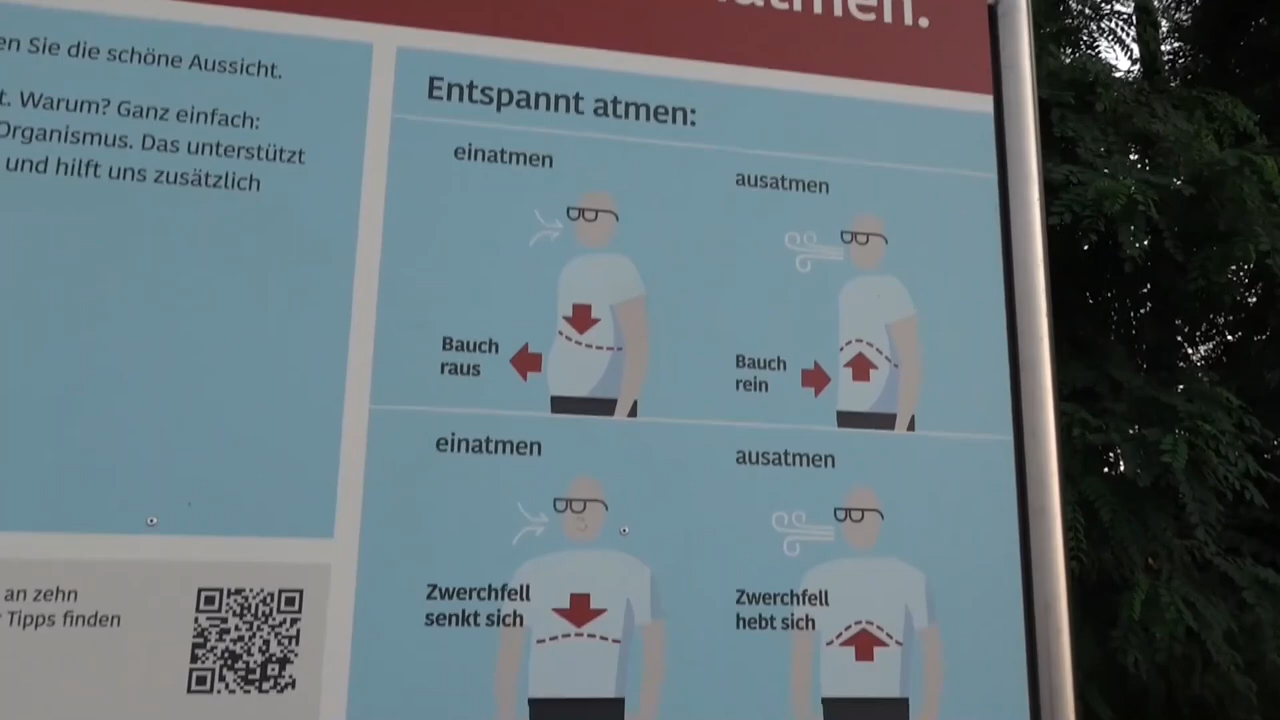 atmen.
en Sie die schöne Aussicht.
t. Warum? Ganz einfach:
Organismus. Das unterstützt
und hilft uns zusätzlich
Entspannt atmen:
einatmen
ausatmen
Bauch
raus
Bauch
rein
einatmen
ausatmen
Zwerchfell
senkt sich
Zwerchfell
hebt sich
an zehn
Tipps finden